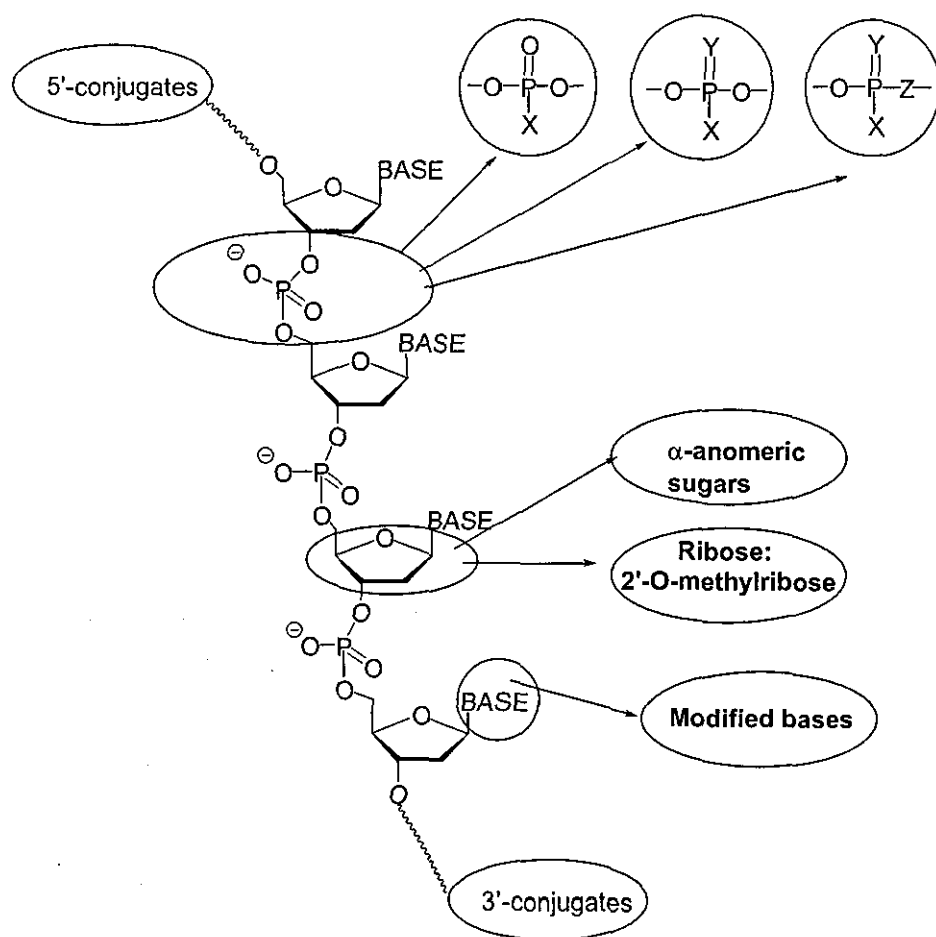 5'-conjugates
O
-O-P-O-
X
Y
-O-P-O-
X
Y
-O-P-Z-
X
O
O
BASE
⊖
O
O-P
O
O
O
BASE
O
⊖
O-P
O
O
O
BASE
α-anomeric
sugars
Ribose:
2'-O-methylribose
O
⊖
O-P
O
O
O
BASE
Modified bases
O
3'-conjugates